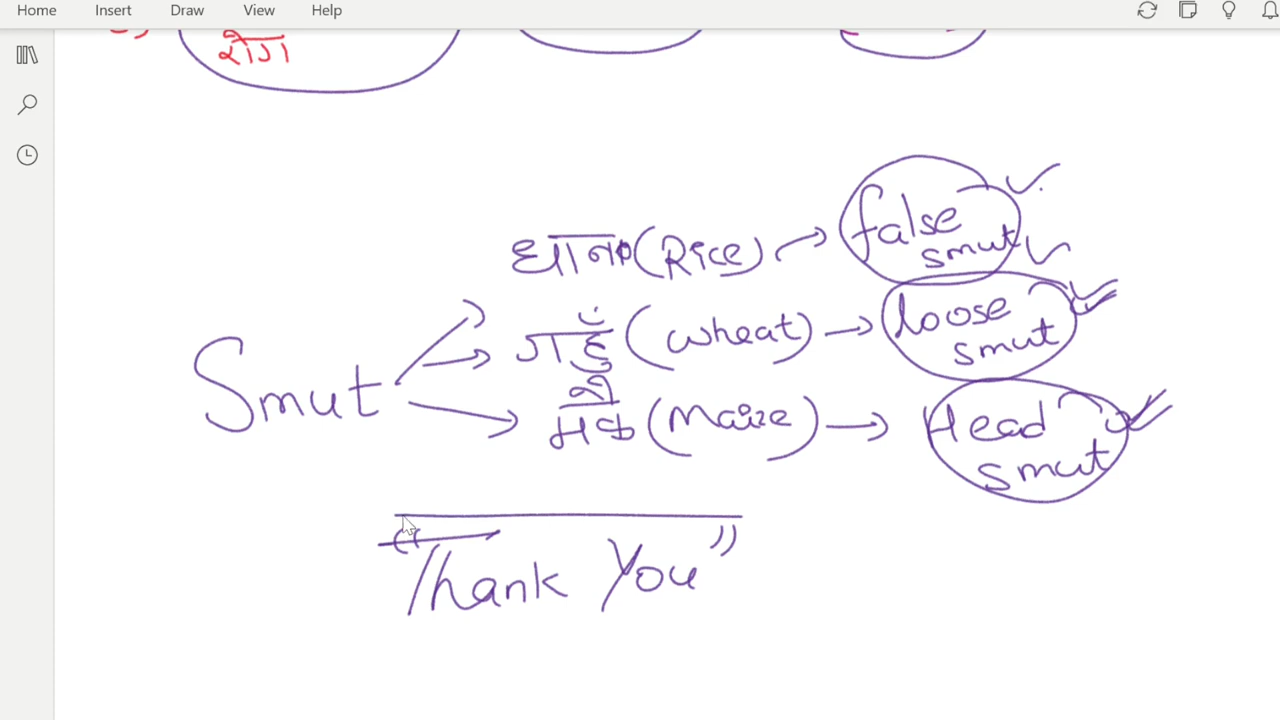 Home Insert Draw View Help
रोग
Smut
धान (Rice) → false smut
गेहूँ (wheat) → loose smut
मक्के (Maize) → Head smut
"Thank You"